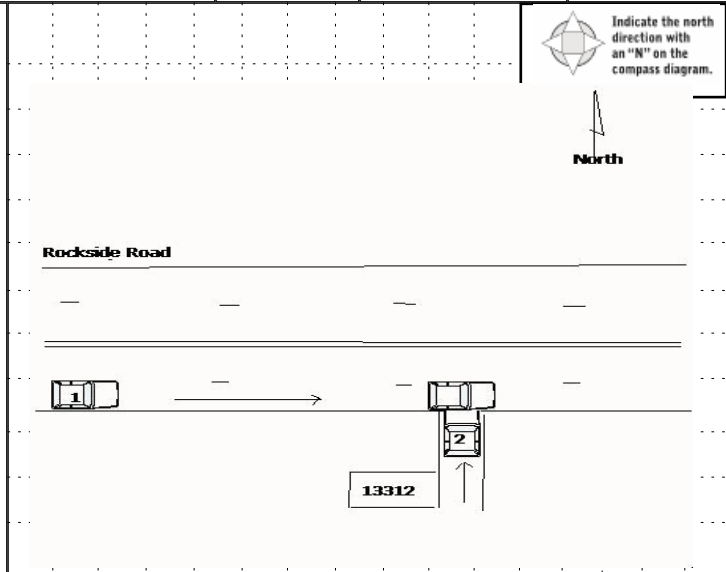 Indicate the north
direction with
an "N" on the
compass diagram.
North
Rockside Road
1
2
13312